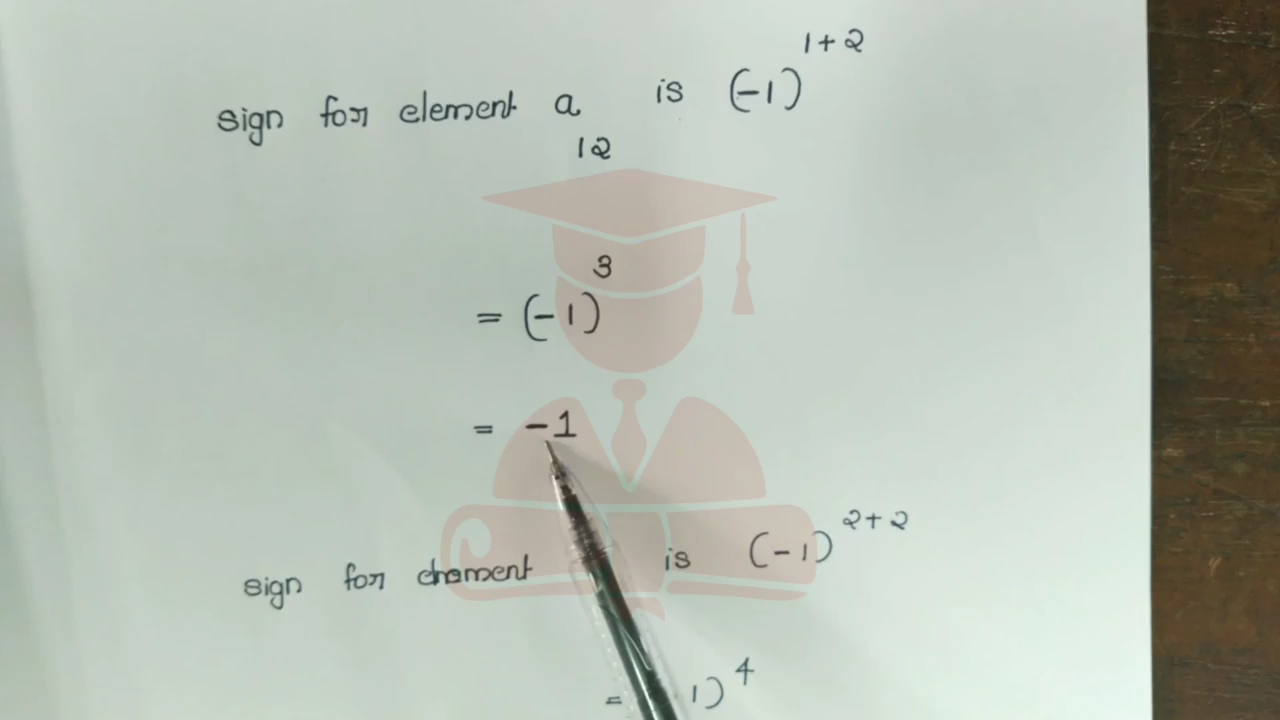 sign for element a₁₂ is (-1)¹⁺²
= (-1)³
= -1
sign for element is (-1)²⁺²
= 1)⁴